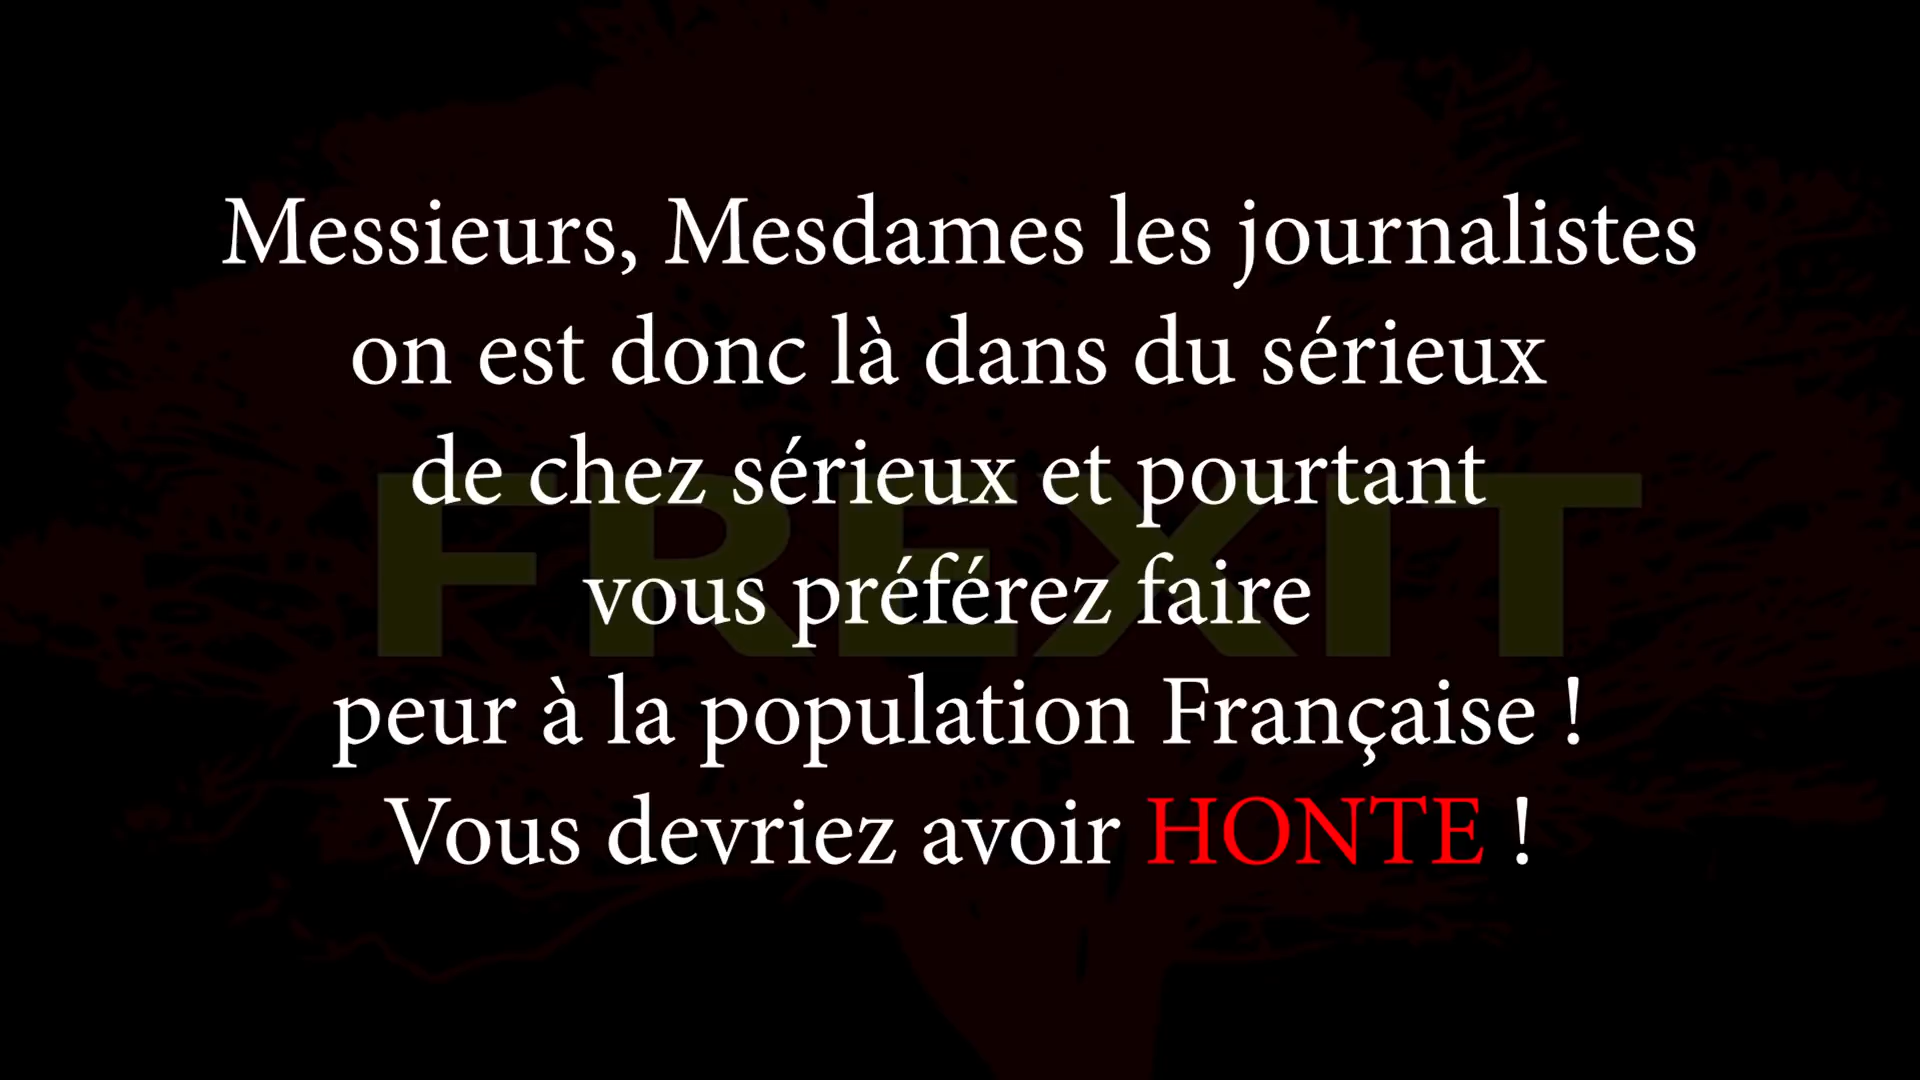 Messieurs, Mesdames les journalistes
on est donc là dans du sérieux
de chez sérieux et pourtant
FREXIT
vous préférez faire
peur à la population Française !
Vous devriez avoir HONTE !